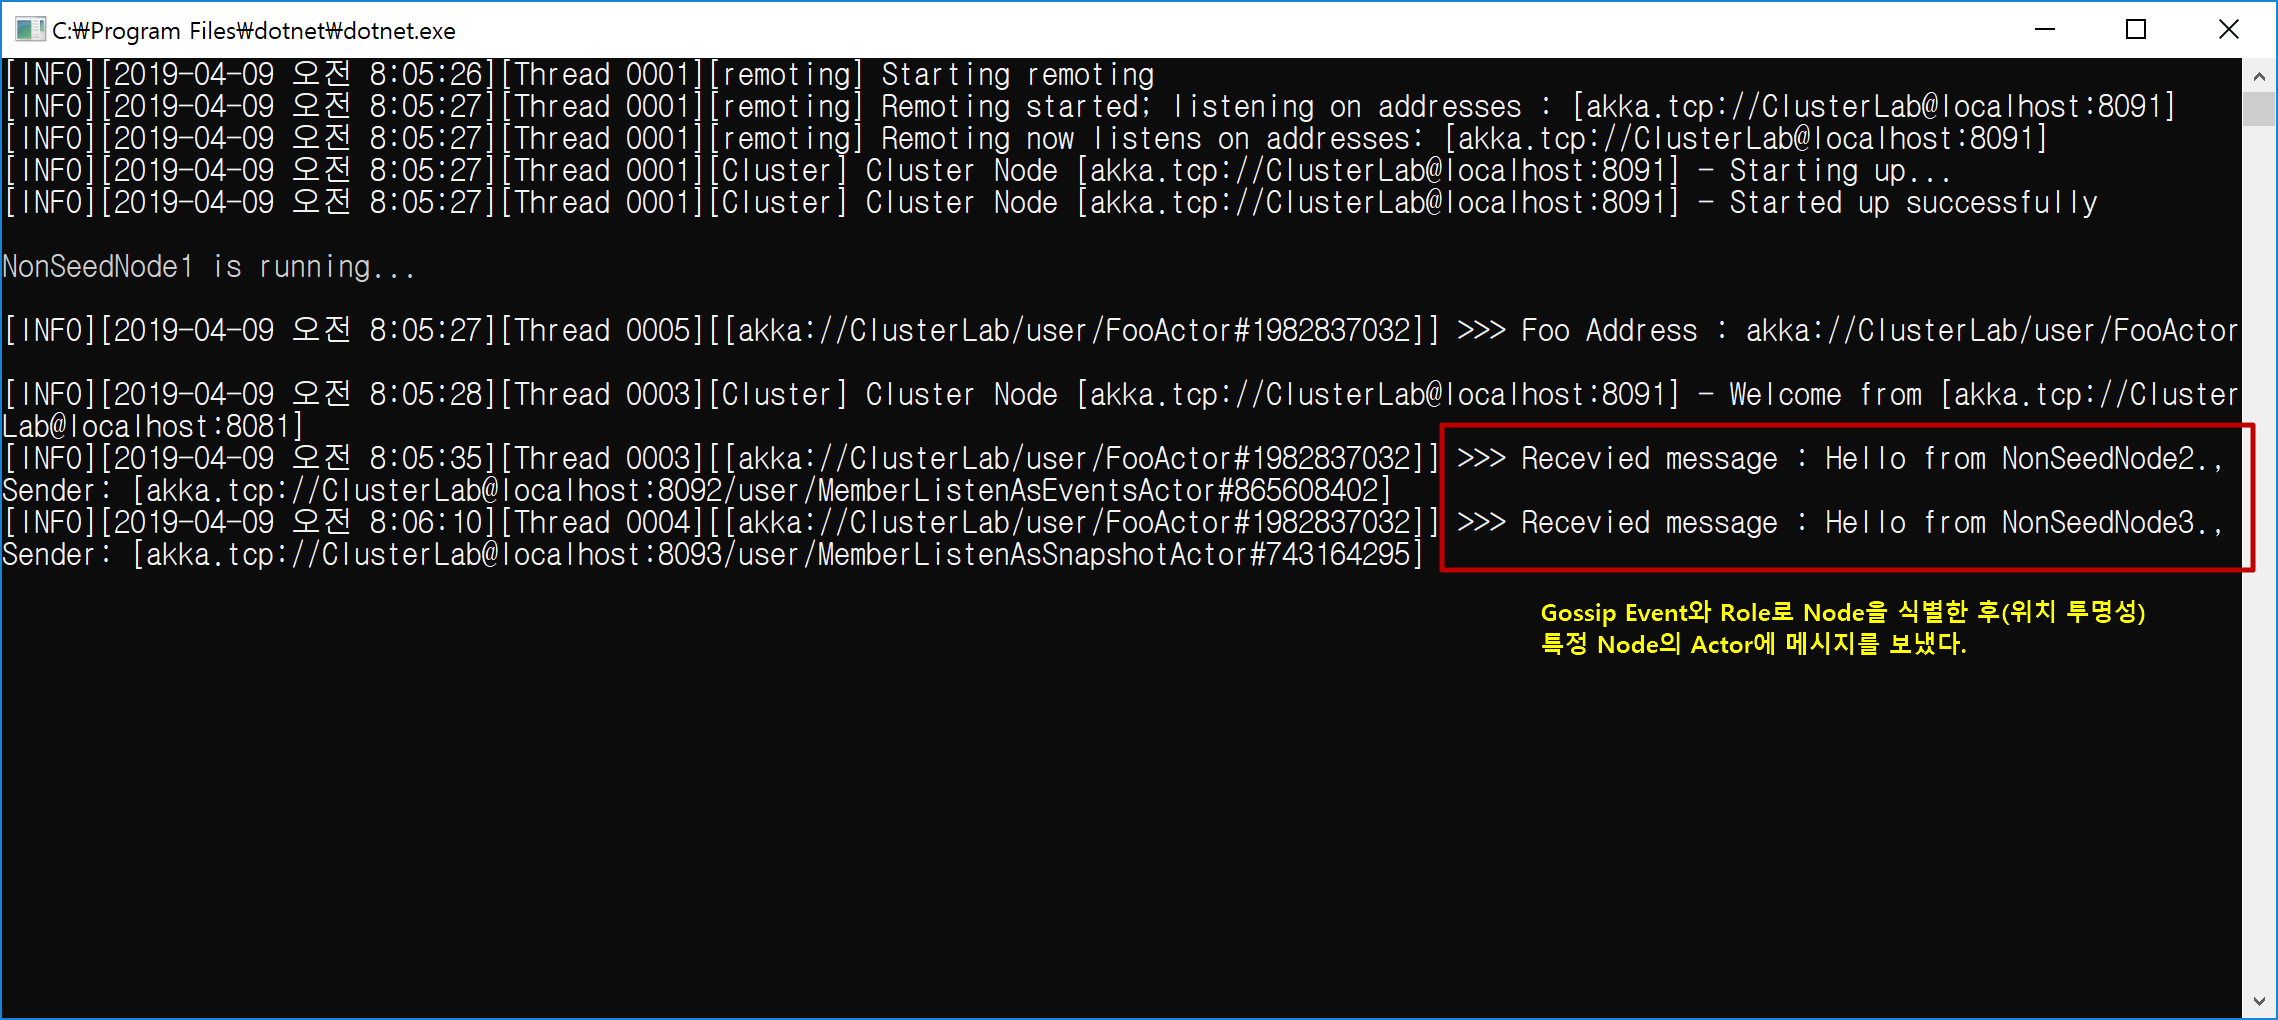 C:₩Program Files₩dotnet₩dotnet.exe
[INFO][2019-04-09 오전 8:05:26][Thread 0001][remoting] Starting remoting
[INFO][2019-04-09 오전 8:05:27][Thread 0001][remoting] Remoting started; listening on addresses : [akka.tcp://ClusterLab@localhost:8091]
[INFO][2019-04-09 오전 8:05:27][Thread 0001][remoting] Remoting now listens on addresses: [akka.tcp://ClusterLab@localhost:8091]
[INFO][2019-04-09 오전 8:05:27][Thread 0001][Cluster] Cluster Node [akka.tcp://ClusterLab@localhost:8091] - Starting up...
[INFO][2019-04-09 오전 8:05:27][Thread 0001][Cluster] Cluster Node [akka.tcp://ClusterLab@localhost:8091] - Started up successfully
NonSeedNode1 is running...
[INFO][2019-04-09 오전 8:05:27][Thread 0005][[akka://ClusterLab/user/FooActor#1982837032]] >>> Foo Address : akka://ClusterLab/user/FooActor
[INFO][2019-04-09 오전 8:05:28][Thread 0003][Cluster] Cluster Node [akka.tcp://ClusterLab@localhost:8091] - Welcome from [akka.tcp://Cluster
Lab@localhost:8081]
[INFO][2019-04-09 오전 8:05:35][Thread 0003][[akka://ClusterLab/user/FooActor#1982837032]] >>> Recevied message : Hello from NonSeedNode2.,
Sender: [akka.tcp://ClusterLab@localhost:8092/user/MemberListenAsEventsActor#865608402]
[INFO][2019-04-09 오전 8:06:10][Thread 0004][[akka://ClusterLab/user/FooActor#1982837032]] >>> Recevied message : Hello from NonSeedNode3.,
Sender: [akka.tcp://ClusterLab@localhost:8093/user/MemberListenAsSnapshotActor#743164295]
Gossip Event와 Role로 Node을 식별한 후(위치 투명성)
특정 Node의 Actor에 메시지를 보냈다.